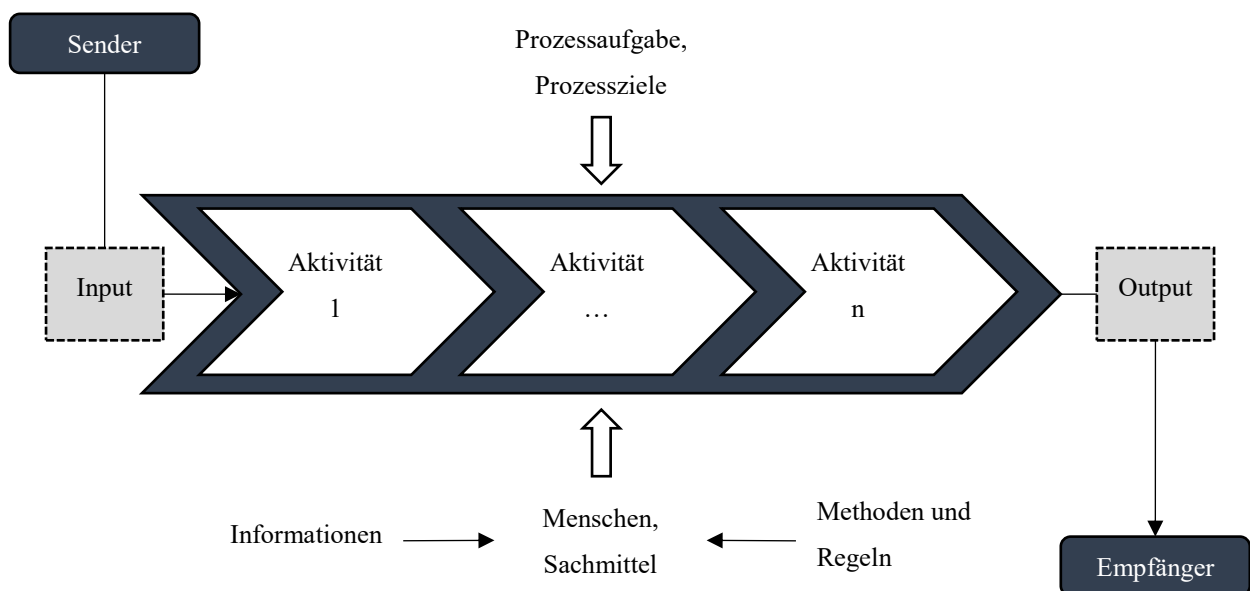 Sender
Prozessaufgabe,
Prozessziele
Input
Aktivität
1
Aktivität
…
Aktivität
n
Output
Informationen
Menschen,
Sachmittel
Methoden und
Regeln
Empfänger